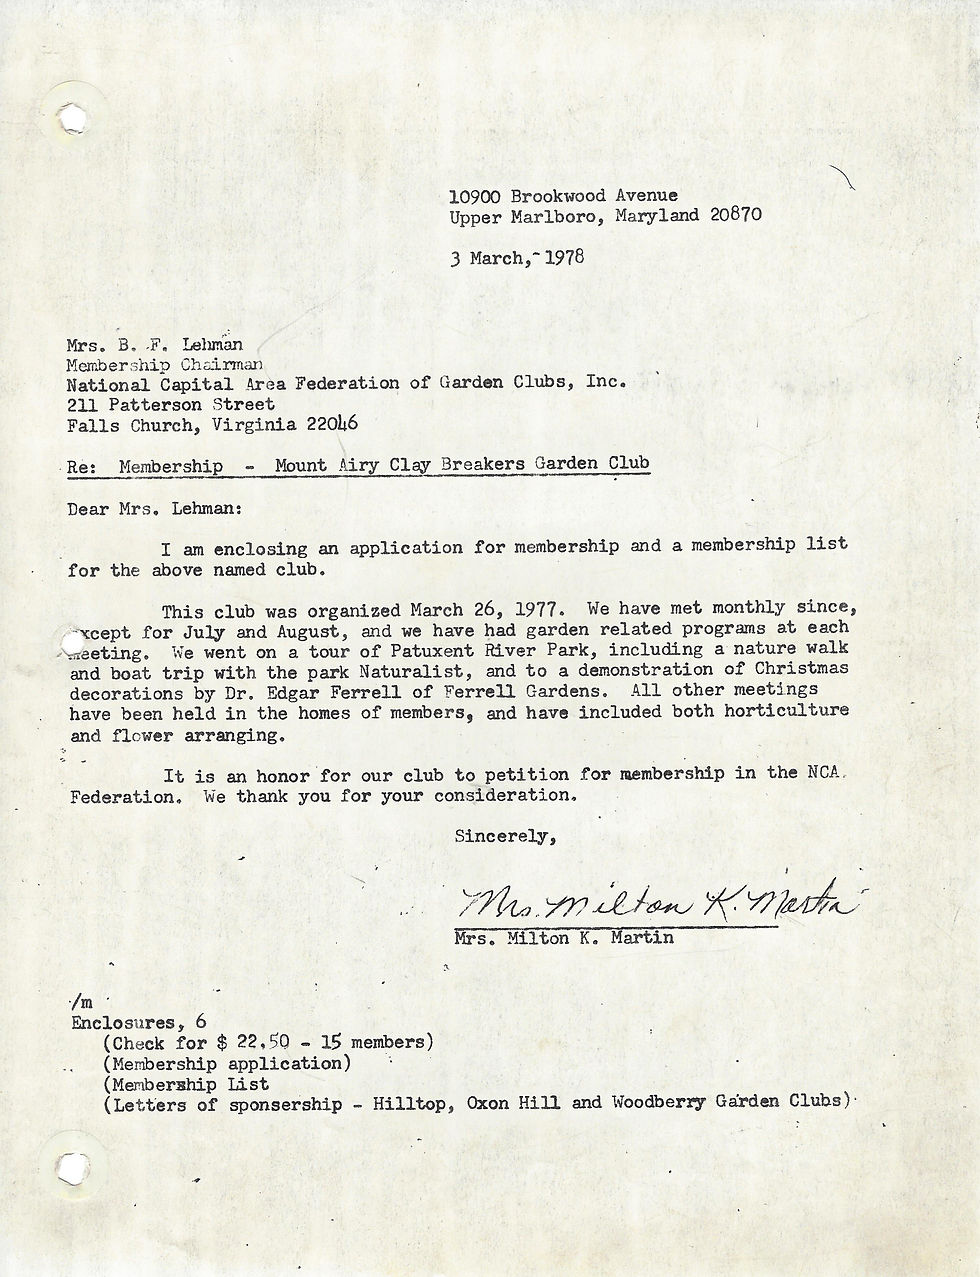 10900 Brookwood Avenue
Upper Marlboro, Maryland 20870
3 March, 1978
Mrs. B. F. Lehman
Membership Chairman
National Capital Area Federation of Garden Clubs, Inc.
211 Patterson Street
Falls Church, Virginia 22046
Re: Membership - Mount Airy Clay Breakers Garden Club
Dear Mrs. Lehman:
I am enclosing an application for membership and a membership list
for the above named club.
This club was organized March 26, 1977. We have met monthly since,
except for July and August, and we have had garden related programs at each
meeting. We went on a tour of Patuxent River Park, including a nature walk
and boat trip with the park Naturalist, and to a demonstration of Christmas
decorations by Dr. Edgar Ferrell of Ferrell Gardens. All other meetings
have been held in the homes of members, and have included both horticulture
and flower arranging.
It is an honor for our club to petition for membership in the NCA
Federation. We thank you for your consideration.
Sincerely,
Mrs. Milton K. Martin
Mrs. Milton K. Martin
/m
Enclosures, 6
(Check for $ 22.50 - 15 members)
(Membership application)
(Membership List
(Letters of sponsership - Hilltop, Oxon Hill and Woodberry Garden Clubs)